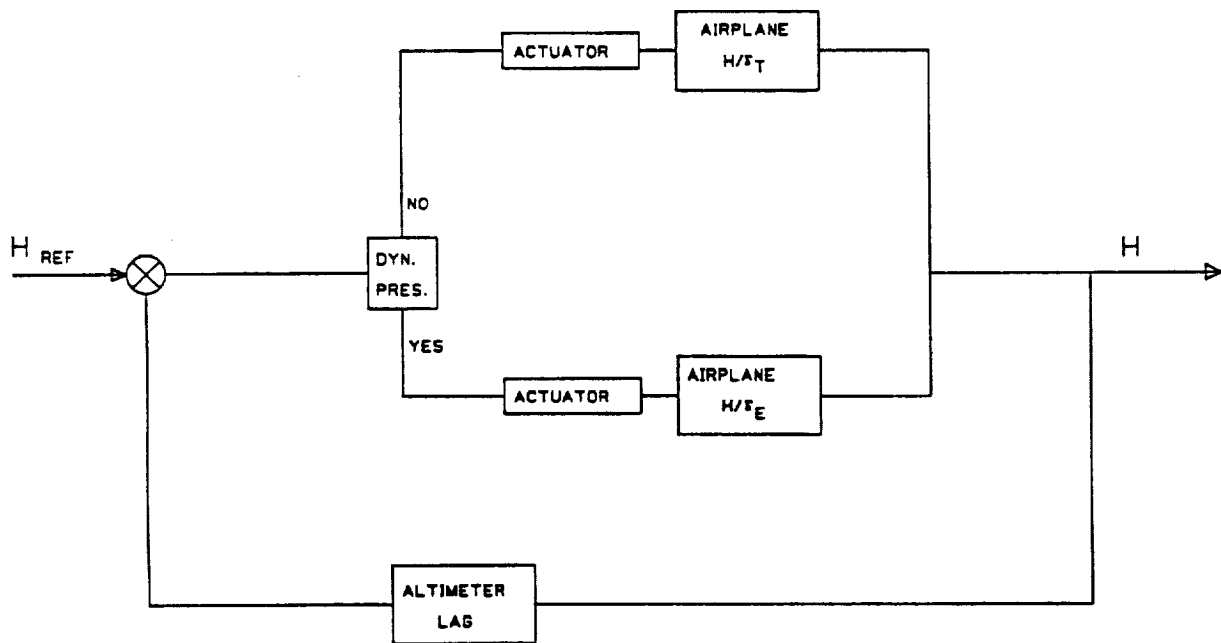 ACTUATOR
AIRPLANE
H/δT
NO
H REF
DYN.
PRES.
H
YES
ACTUATOR
AIRPLANE
H/δE
ALTIMETER
LAG